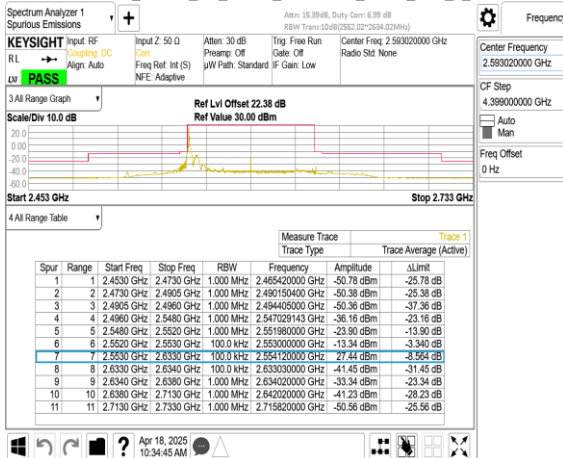 Spectrum Analyzer 1
Spurious Emissions
Atten: 15.39dB, Duty Corr: 6.99 dB
RBW Trans:10dB(2552.02~2634.02MHz)
Frequency
KEYSIGHT Input: RF
Coupling: DC
Align: Auto
RL
LXI PASS
Input Z: 50 Ω
Corr
Freq Ref: Int (S)
NFE: Adaptive
Atten: 30 dB
Preamp: Off
µW Path: Standard
Trig: Free Run
Gate: Off
IF Gain: Low
Center Freq: 2.593020000 GHz
Radio Std: None
Center Frequency
2.593020000 GHz
CF Step
4.399000000 GHz
Auto
Man
Freq Offset
0 Hz
3 All Range Graph
Scale/Div 10.0 dB
Ref Lvl Offset 22.38 dB
Ref Value 30.00 dBm
20.0
0.00
-20.0
-40.0
-60.0
Start 2.453 GHz
Stop 2.733 GHz
4 All Range Table
Measure Trace Trace 1
Trace Type Trace Average (Active)
Spur Range Start Freq Stop Freq RBW Frequency Amplitude ΔLimit
1 1 2.4530 GHz 2.4730 GHz 1.000 MHz 2.465420000 GHz -50.78 dBm -25.78 dB
2 2 2.4730 GHz 2.4905 GHz 1.000 MHz 2.490150400 GHz -50.38 dBm -25.38 dB
3 3 2.4905 GHz 2.4960 GHz 1.000 MHz 2.494405000 GHz -50.36 dBm -37.36 dB
4 4 2.4960 GHz 2.5480 GHz 1.000 MHz 2.547029143 GHz -36.16 dBm -23.16 dB
5 5 2.5480 GHz 2.5520 GHz 1.000 MHz 2.551980000 GHz -23.90 dBm -13.90 dB
6 6 2.5520 GHz 2.5530 GHz 100.0 kHz 2.553000000 GHz -13.34 dBm -3.340 dB
7 7 2.5530 GHz 2.6330 GHz 100.0 kHz 2.554120000 GHz 27.44 dBm -8.564 dB
8 8 2.6330 GHz 2.6340 GHz 100.0 kHz 2.633030000 GHz -41.45 dBm -31.45 dB
9 9 2.6340 GHz 2.6380 GHz 1.000 MHz 2.634020000 GHz -33.34 dBm -23.34 dB
10 10 2.6380 GHz 2.7130 GHz 1.000 MHz 2.642020000 GHz -41.23 dBm -28.23 dB
11 11 2.7130 GHz 2.7330 GHz 1.000 MHz 2.715820000 GHz -50.56 dBm -25.56 dB
Apr 18, 2025
10:34:45 AM